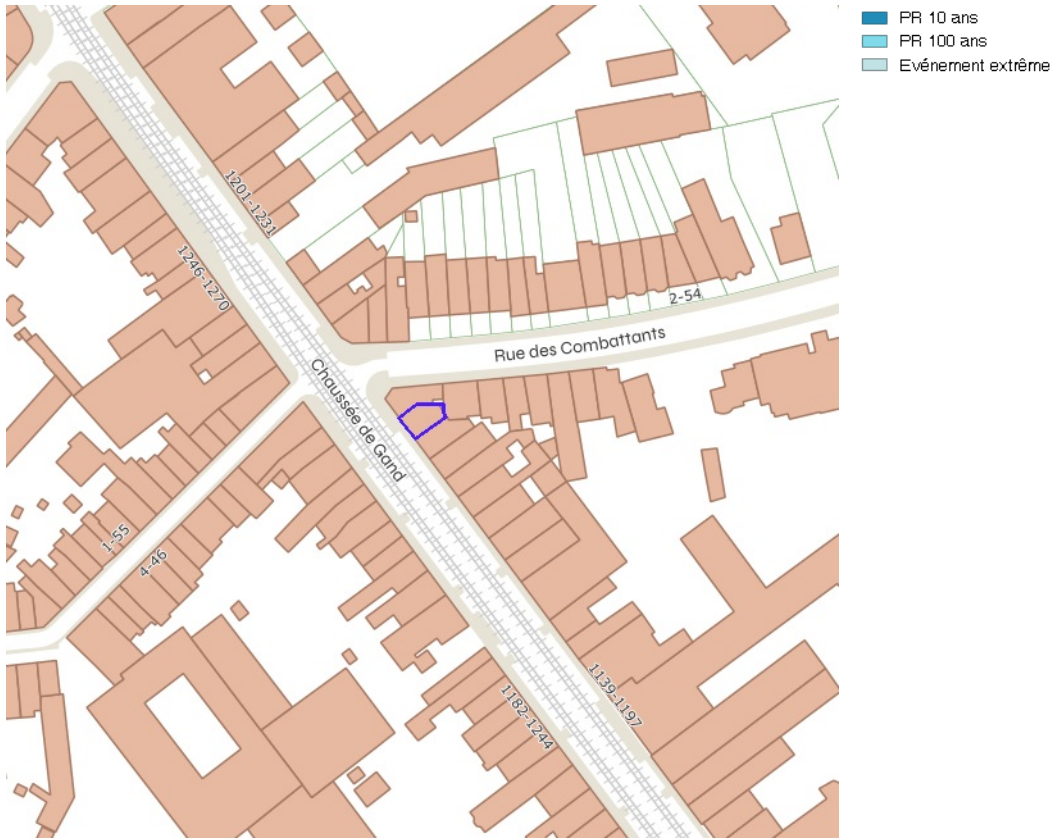 PR 10 ans
PR 100 ans
Evénement extrême
1201-1231
1246-1270
2-54
Rue des Combattants
Chaussée de Gand
1-55
4-46
1139-1197
1182-1244